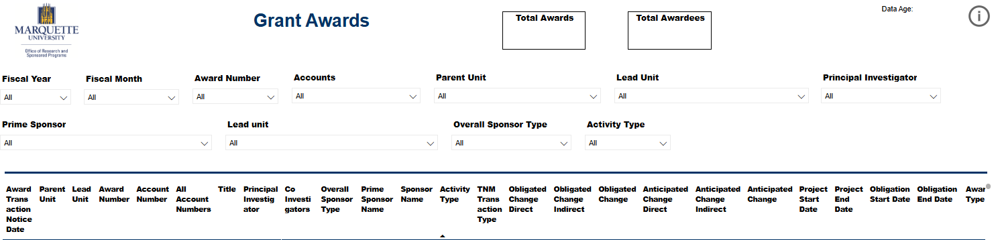 MARQUETTE
UNIVERSITY
Office of Research and
Sponsored Programs
Grant Awards
Total Awards
Total Awardees
Data Age:
i
Fiscal Year
Fiscal Month
Award Number
Accounts
Parent Unit
Lead Unit
Principal Investigator
All
All
All
All
All
All
All
Prime Sponsor
Lead unit
Overall Sponsor Type
Activity Type
All
All
All
All
Award
Trans
action
Notice
Date
Parent
Unit
Lead
Unit
Award
Number
Account
Number
All
Account
Numbers
Title
Principal
Investig
ator
Co
Investi
gators
Overall
Sponsor
Type
Prime
Sponsor
Name
Sponsor
Name
Activity
Type
TNM
Trans
action
Type
Obligated
Change
Direct
Obligated
Change
Indirect
Obligated
Change
Anticipated
Change
Direct
Anticipated
Change
Indirect
Anticipated
Change
Project
Start
Date
Project
End
Date
Obligation
Start Date
Obligation
End Date
Awar
Type